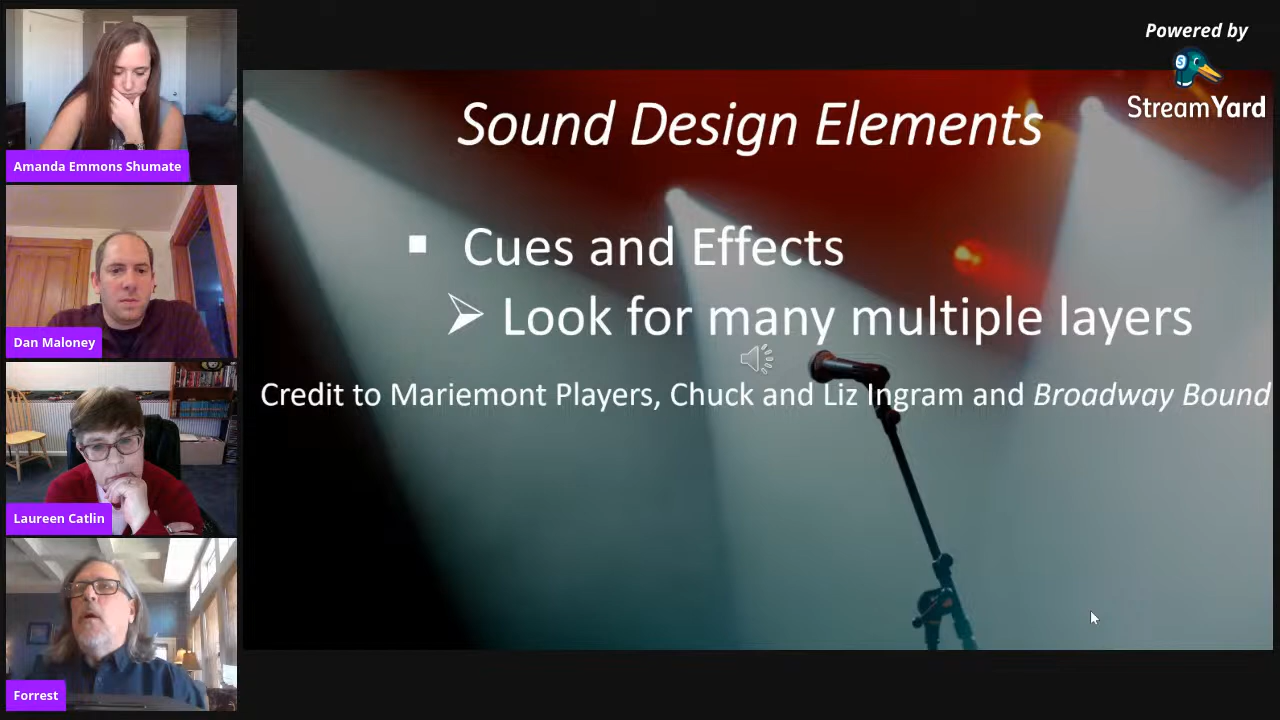 Powered by
StreamYard
Amanda Emmons Shumate
Dan Maloney
Laureen Catlin
Forrest
Sound Design Elements
Cues and Effects
Look for many multiple layers
Credit to Mariemont Players, Chuck and Liz Ingram and Broadway Bound